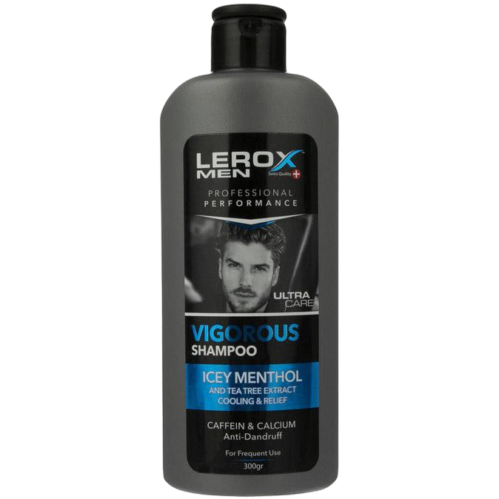 LEROX
MEN
Swiss Quality
PROFESSIONAL
PERFORMANCE
ULTRA
CARE
VIGOROUS
SHAMPOO
ICEY MENTHOL
AND TEA TREE EXTRACT
COOLING & RELIEF
CAFFEIN & CALCIUM
Anti-Dandruff
For Frequent Use
300gr